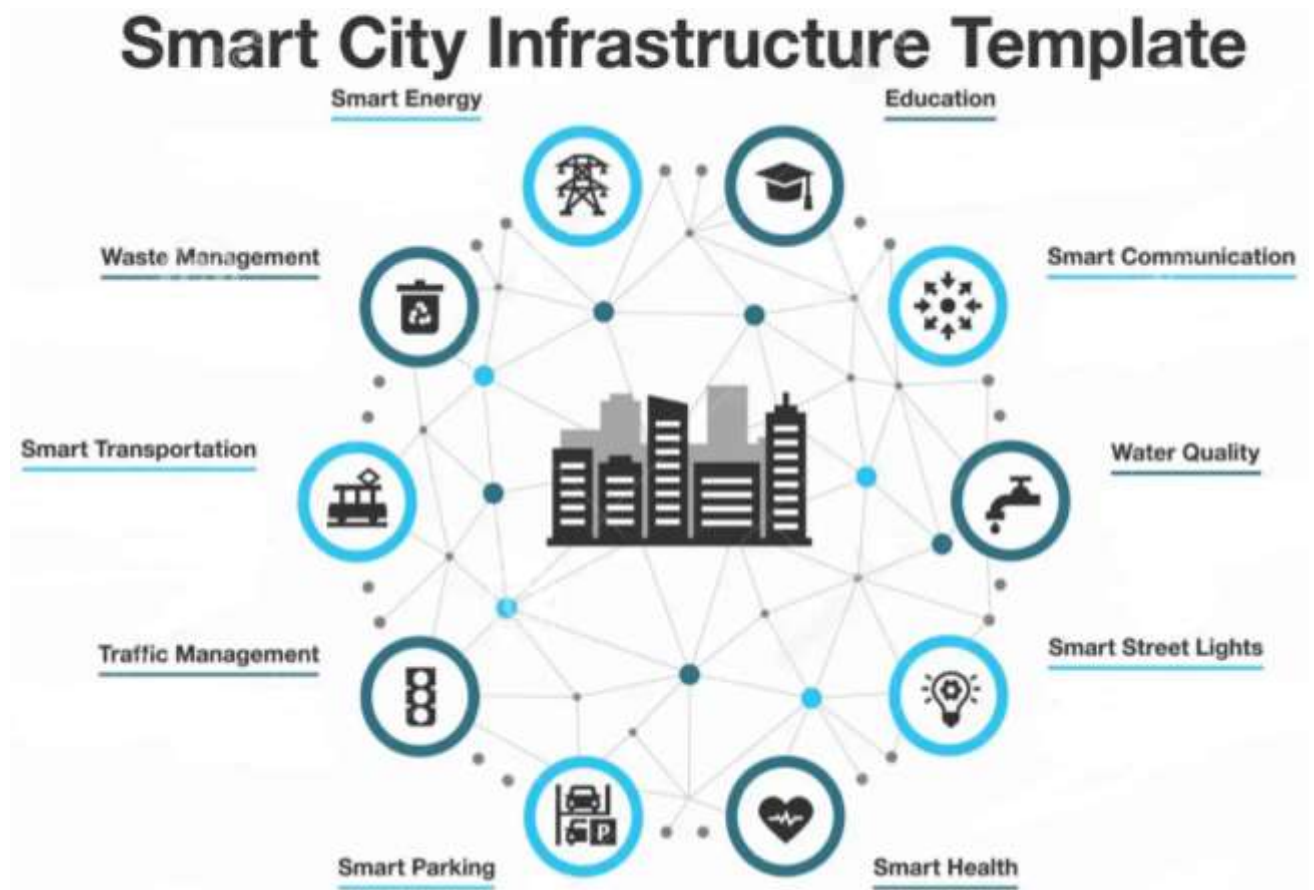 Smart City Infrastructure Template
Smart Energy
Education
Waste Management
Smart Communication
Smart Transportation
Water Quality
Traffic Management
Smart Street Lights
P
Smart Parking
Smart Health